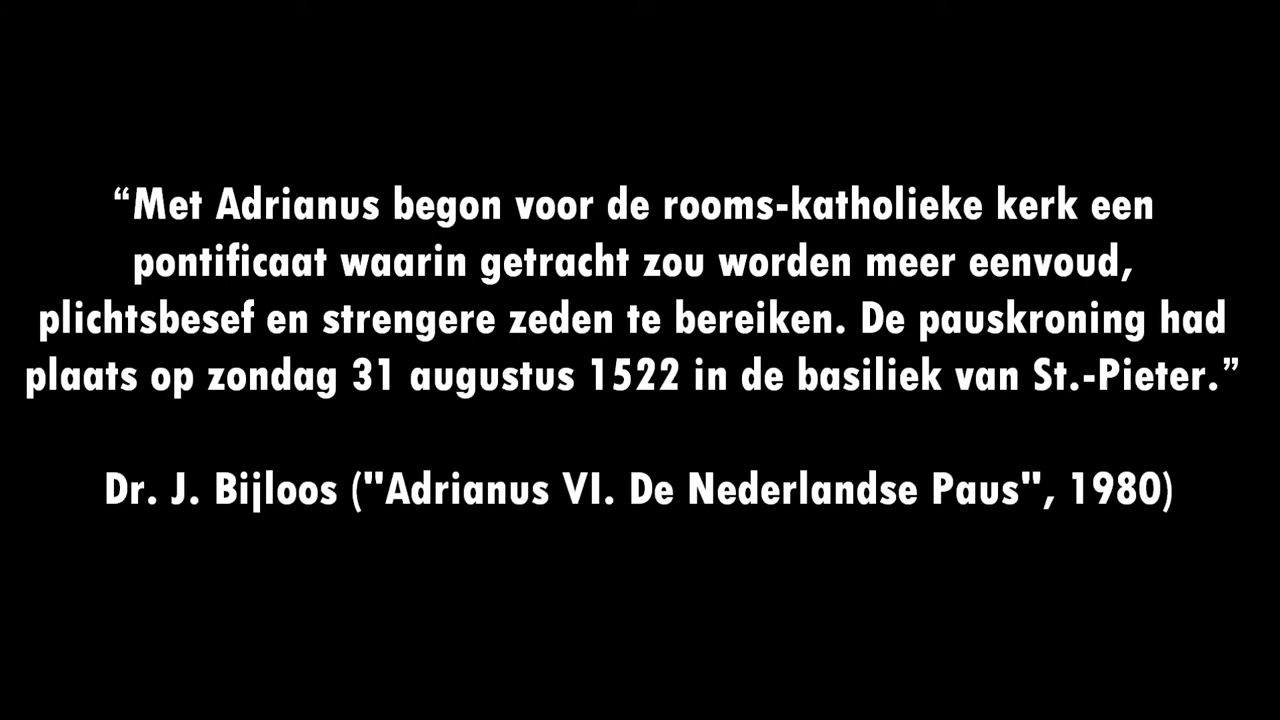 “Met Adrianus begon voor de rooms-katholieke kerk een
pontificaat waarin getracht zou worden meer eenvoud,
plichtsbesef en strengere zeden te bereiken. De pauskroning had
plaats op zondag 31 augustus 1522 in de basiliek van St.-Pieter.”
Dr. J. Bijloos ("Adrianus VI. De Nederlandse Paus", 1980)